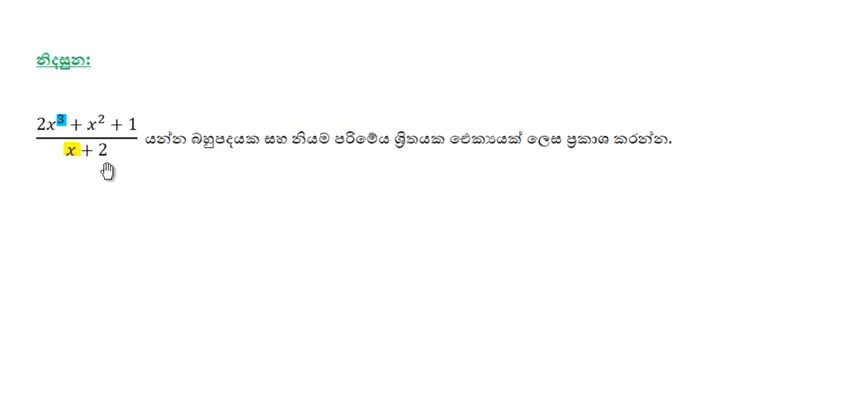 නිදසුන:
2x³ + x² + 1
x + 2
යන්න බහුපදයක සහ නියම පරිමේය ශ්‍රිතයක ඓක්‍යයක් ලෙස ප්‍රකාශ කරන්න.